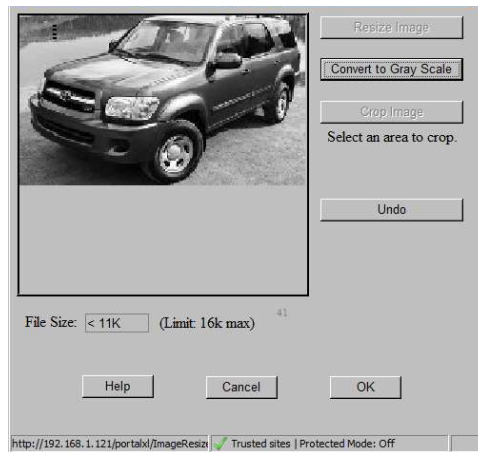 Resize Image
Convert to Gray Scale
Crop Image
Select an area to crop.
Undo
File Size: < 11K (Limit: 16k max) 41
Help Cancel OK
http://192.168.1.121/portalxl/ImageResize Trusted sites | Protected Mode: Off